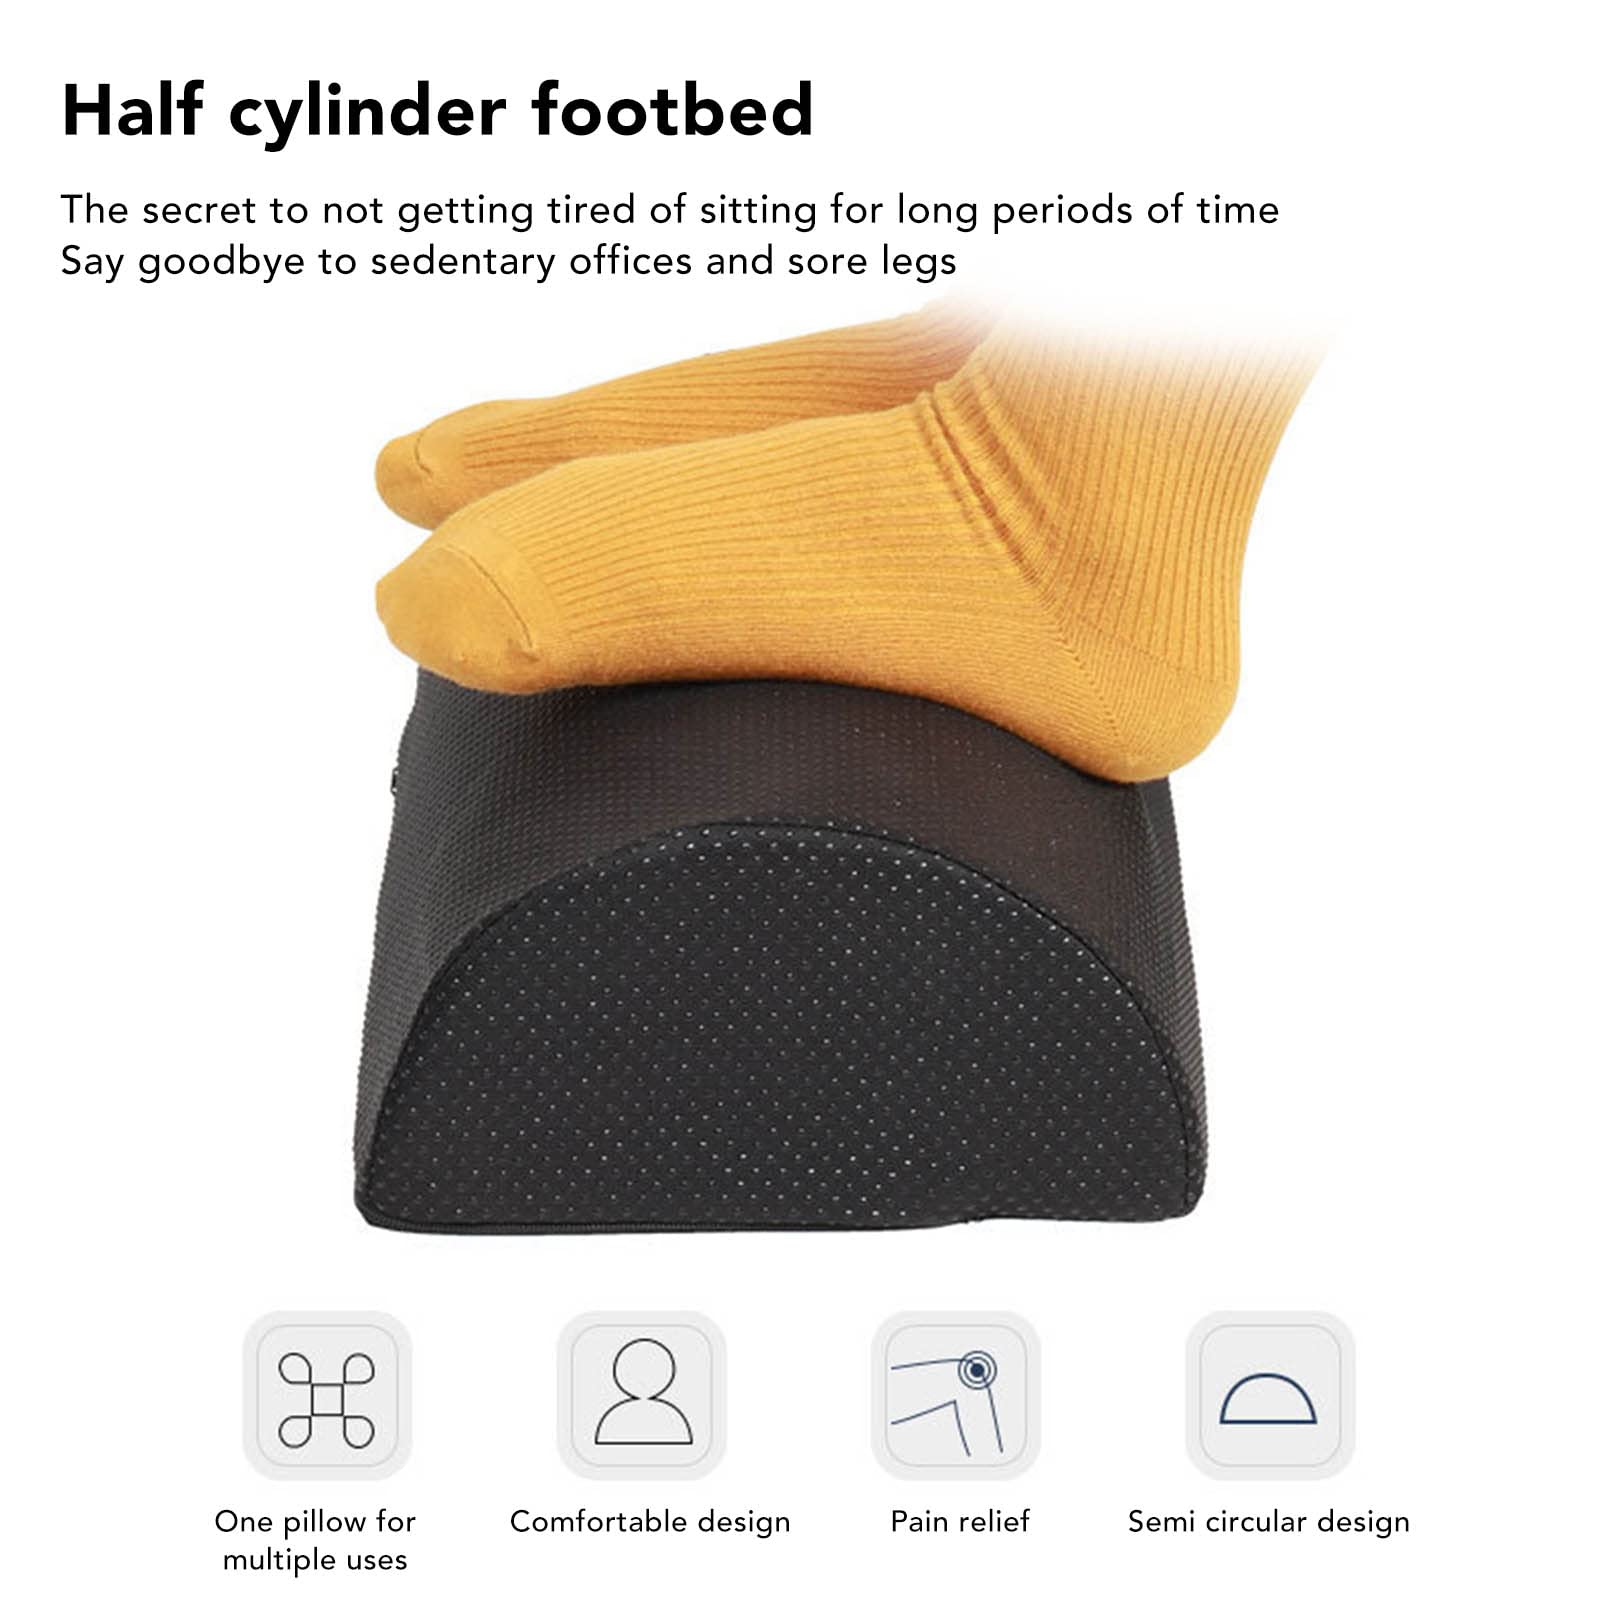 Half cylinder footbed
The secret to not getting tired of sitting for long periods of time
Say goodbye to sedentary offices and sore legs
One pillow for
multiple uses
Comfortable design
Pain relief
Semi circular design